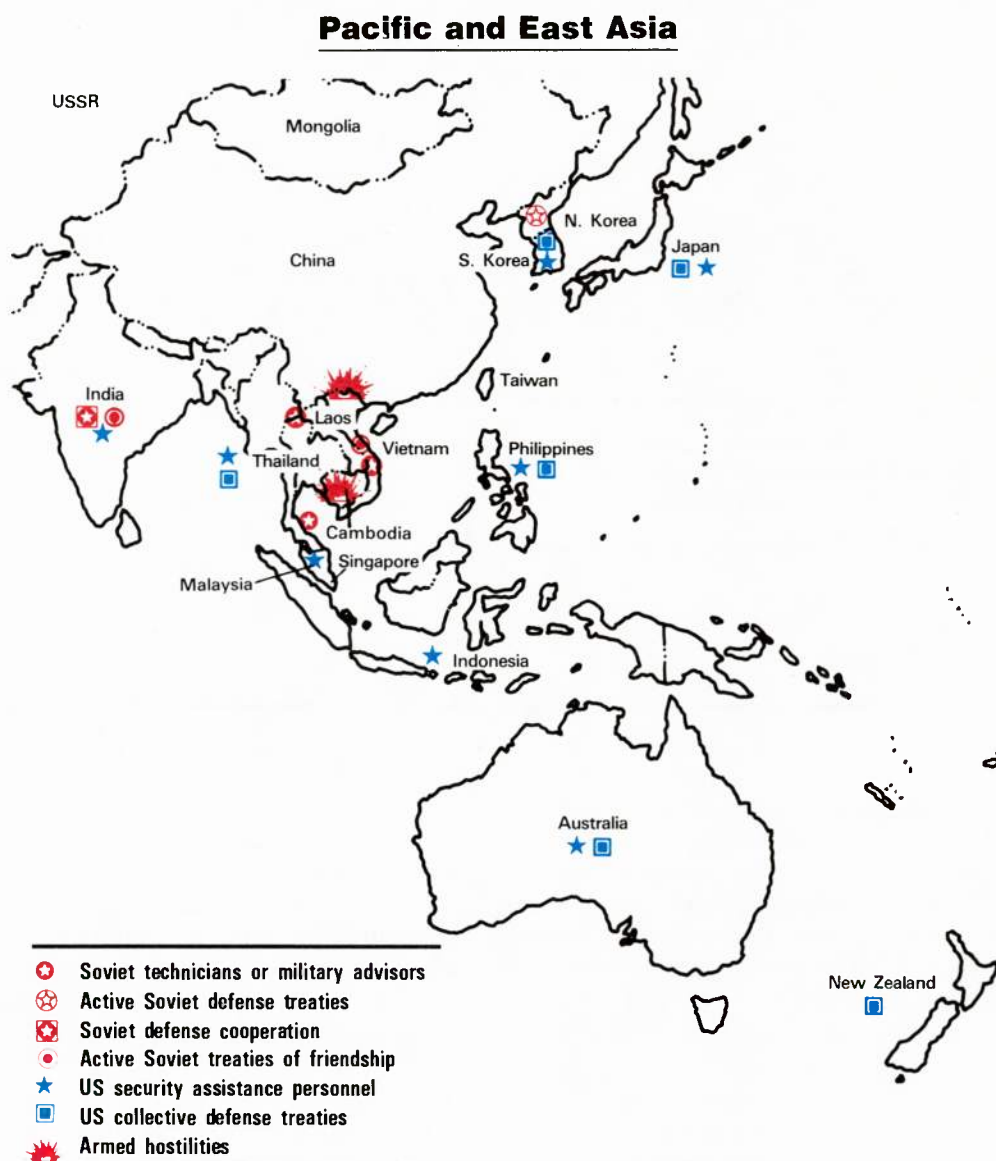 Pacific and East Asia
USSR
Mongolia
N. Korea
Japan
China
S. Korea
Taiwan
India
Laos
Vietnam
Philippines
Thailand
Cambodia
Singapore
Malaysia
Indonesia
Australia
New Zealand
Soviet technicians or military advisors
Active Soviet defense treaties
Soviet defense cooperation
Active Soviet treaties of friendship
US security assistance personnel
US collective defense treaties
Armed hostilities